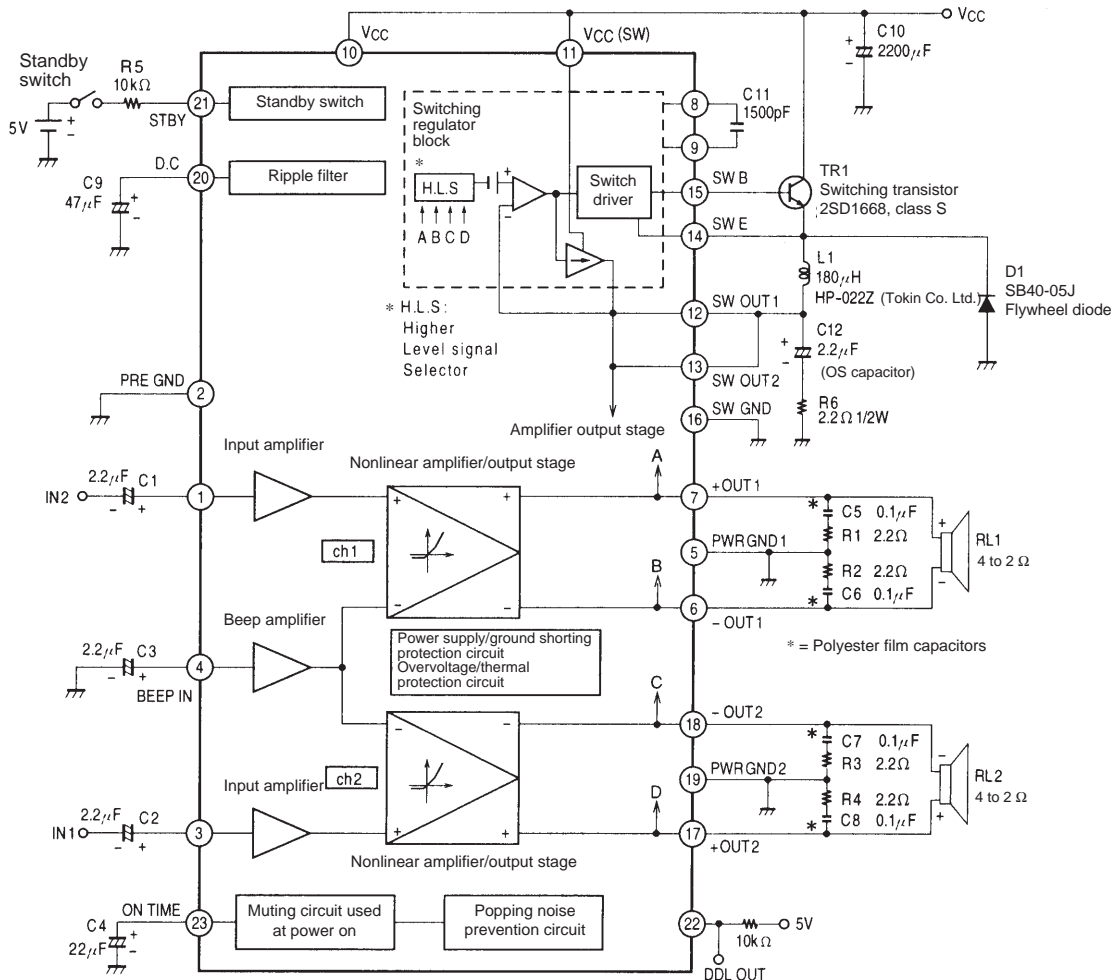 VCC
VCC (SW)
VCC
10
11
C10
+
2200μF
Standby
switch
R5
10kΩ
5V
+
−
21
STBY
Standby switch
Switching
regulator
block
*
H.L.S
A B C D
+
−
Switch
driver
8
9
C11
1500pF
15
SW B
14
SW E
TR1
Switching transistor
2SD1668, class S
D.C
C9
47μF
+
−
20
Ripple filter
L1
180μH
HP-022Z (Tokin Co. Ltd.)
D1
SB40-05J
Flywheel diode
* H.L.S:
Higher
Level signal
Selector
12
SW OUT1
13
SW OUT2
16
SW GND
+
−
C12
2.2μF
(OS capacitor)
R6
2.2Ω 1/2W
PRE GND
2
Amplifier output stage
Input amplifier
Nonlinear amplifier/output stage
A
IN2
2.2μF
C1
−
+
1
+
+
7
+OUT1
*
C5 0.1μF
R1 2.2Ω
ch1
5
PWR GND1
+
RL1
4 to 2 Ω
−
B
R2 2.2Ω
C6 0.1μF
*
−
−
6
− OUT1
Beep amplifier
Power supply/ground shorting
protection circuit
Overvoltage/thermal
protection circuit
* = Polyester film capacitors
2.2μF
C3
−
+
4
BEEP IN
C
−
−
18
− OUT2
*
C7 0.1μF
R3 2.2Ω
Input amplifier
ch2
19
PWR GND2
−
RL2
4 to 2 Ω
+
D
R4 2.2Ω
C8 0.1μF
*
IN1
2.2μF
C2
−
+
3
+
+
17
+OUT2
Nonlinear amplifier/output stage
ON TIME
C4
22μF
+
−
23
Muting circuit used
at power on
Popping noise
prevention circuit
22
5V
10kΩ
DDL OUT